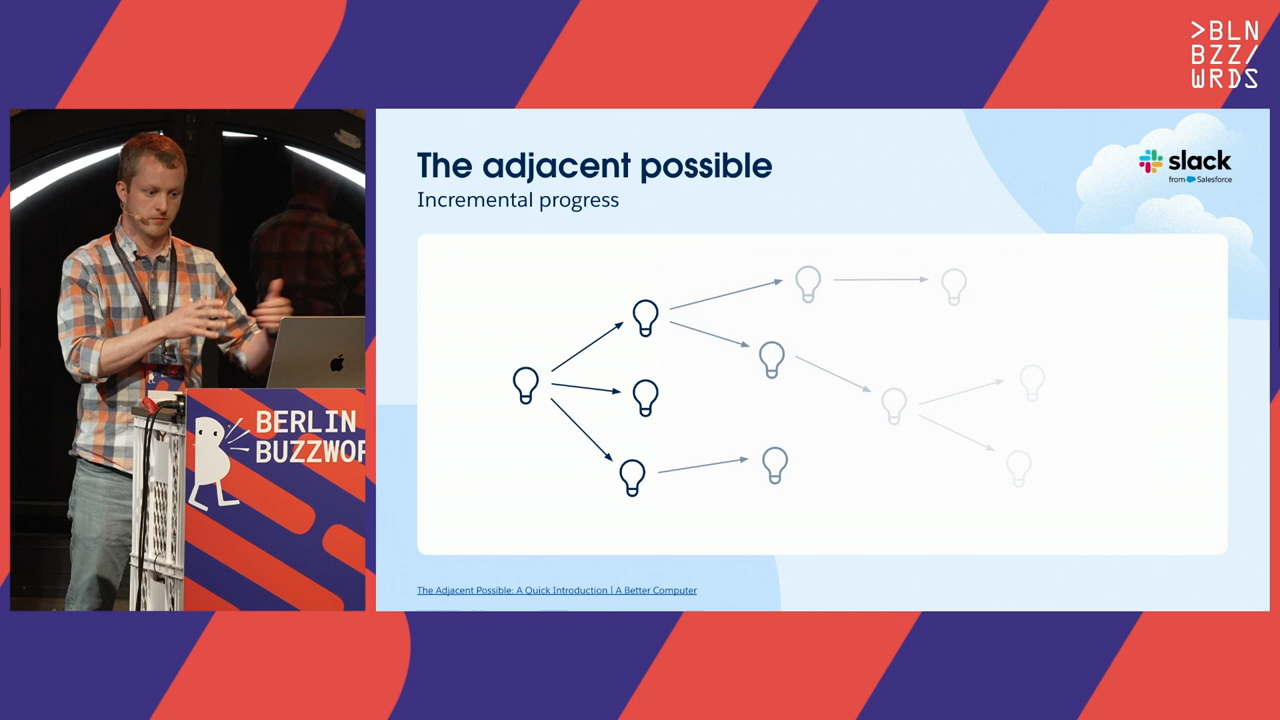 >BLN
BZZ/
WRDS
The adjacent possible
Incremental progress
slack
from Salesforce
BERLIN
BUZZWOR
The Adjacent Possible: A Quick Introduction | A Better Computer